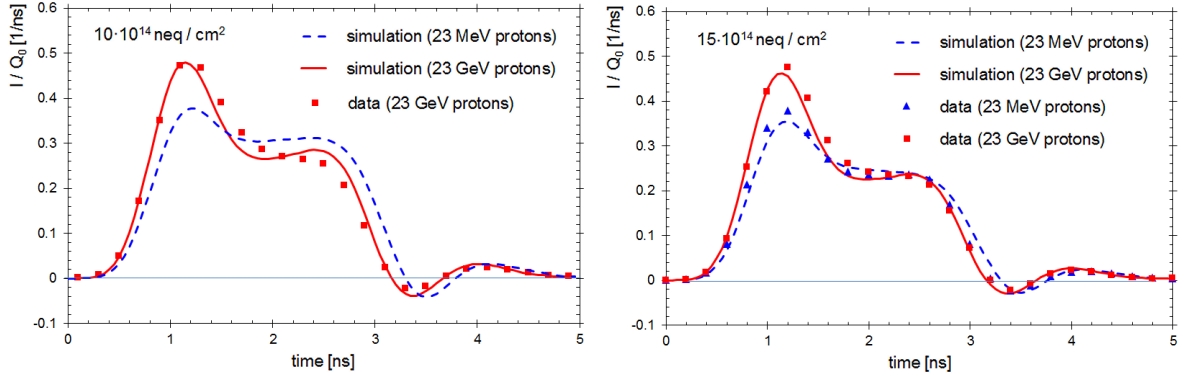 10·10¹⁴ neq / cm²
simulation (23 MeV protons)
simulation (23 GeV protons)
data (23 GeV protons)
I / Q₀ [1/ns]
0.6
0.5
0.4
0.3
0.2
0.1
0
-0.1
0 1 2 3 4 5
time [ns]
15·10¹⁴ neq / cm²
simulation (23 MeV protons)
simulation (23 GeV protons)
data (23 MeV protons)
data (23 GeV protons)
I / Q₀ [1/ns]
0.6
0.5
0.4
0.3
0.2
0.1
0
-0.1
0 1 2 3 4 5
time [ns]